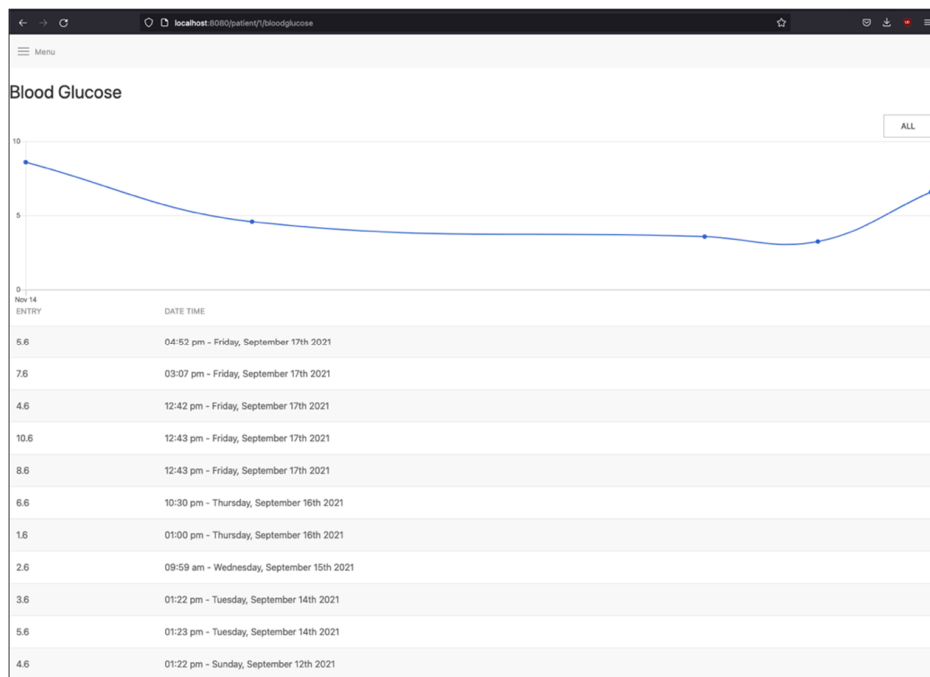 localhost:8080/patient/1/bloodglucose
Menu
Blood Glucose
ALL
10
5
0
Nov 14
ENTRY DATE TIME
5.6 04:52 pm - Friday, September 17th 2021
7.6 03:07 pm - Friday, September 17th 2021
4.6 12:42 pm - Friday, September 17th 2021
10.6 12:43 pm - Friday, September 17th 2021
8.6 12:43 pm - Friday, September 17th 2021
6.6 10:30 pm - Thursday, September 16th 2021
1.6 01:00 pm - Thursday, September 16th 2021
2.6 09:59 am - Wednesday, September 15th 2021
3.6 01:22 pm - Tuesday, September 14th 2021
5.6 01:23 pm - Tuesday, September 14th 2021
4.6 01:22 pm - Sunday, September 12th 2021